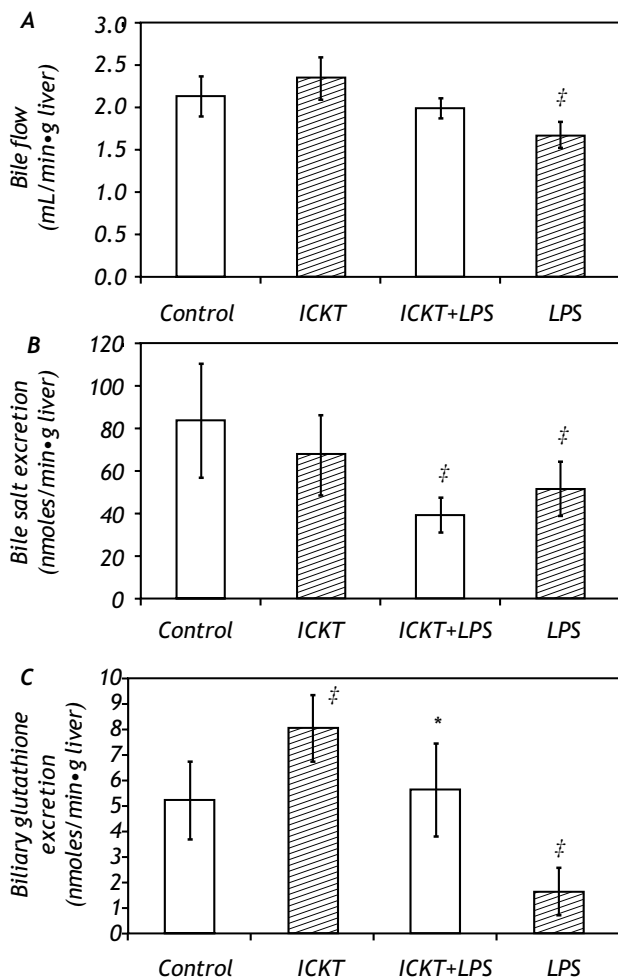 A
Bile flow
(mL/min•g liver)
3.0
2.5
2.0
1.5
1.0
0.5
0.0
‡
Control ICKT ICKT+LPS LPS
B
Bile salt excretion
(nmoles/min•g liver)
120
100
80
60
40
20
0
‡
‡
Control ICKT ICKT+LPS LPS
C
Biliary glutathione
excretion
(nmoles/min•g liver)
10
9
8
7
6
5
4
3
2
1
0
‡
*
‡
Control ICKT ICKT+LPS LPS